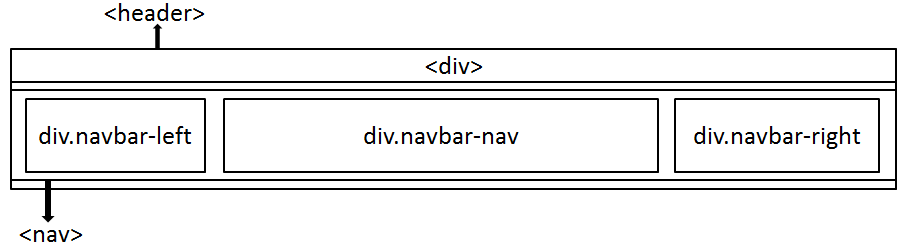 <header>
<div>
div.navbar-left
div.navbar-nav
div.navbar-right
<nav>